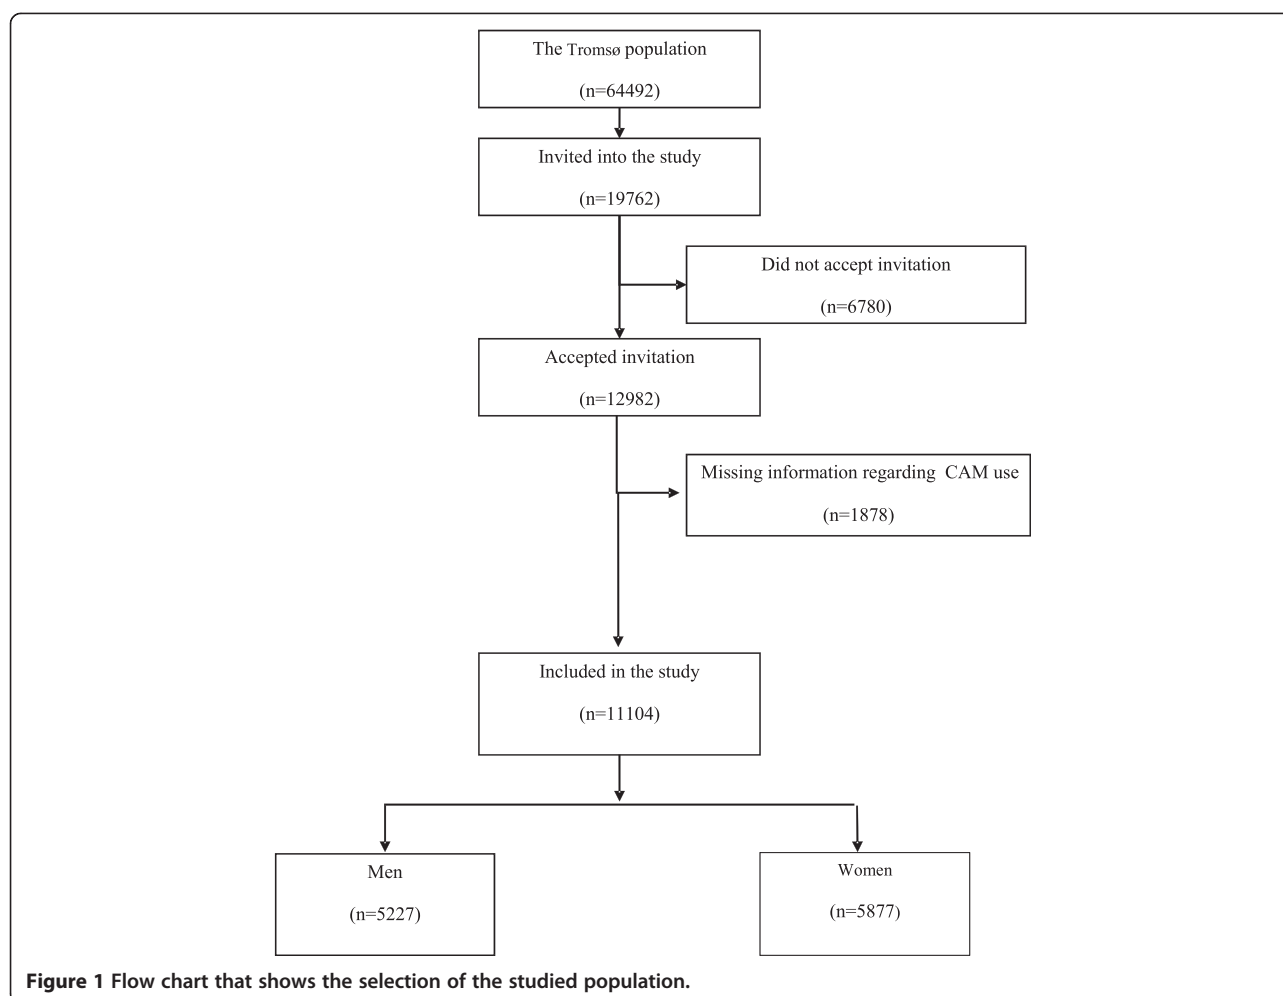 The Tromsø population
(n=64492)
Invited into the study
(n=19762)
Did not accept invitation
(n=6780)
Accepted invitation
(n=12982)
Missing information regarding CAM use
(n=1878)
Included in the study
(n=11104)
Men
(n=5227)
Women
(n=5877)
Figure 1 Flow chart that shows the selection of the studied population.